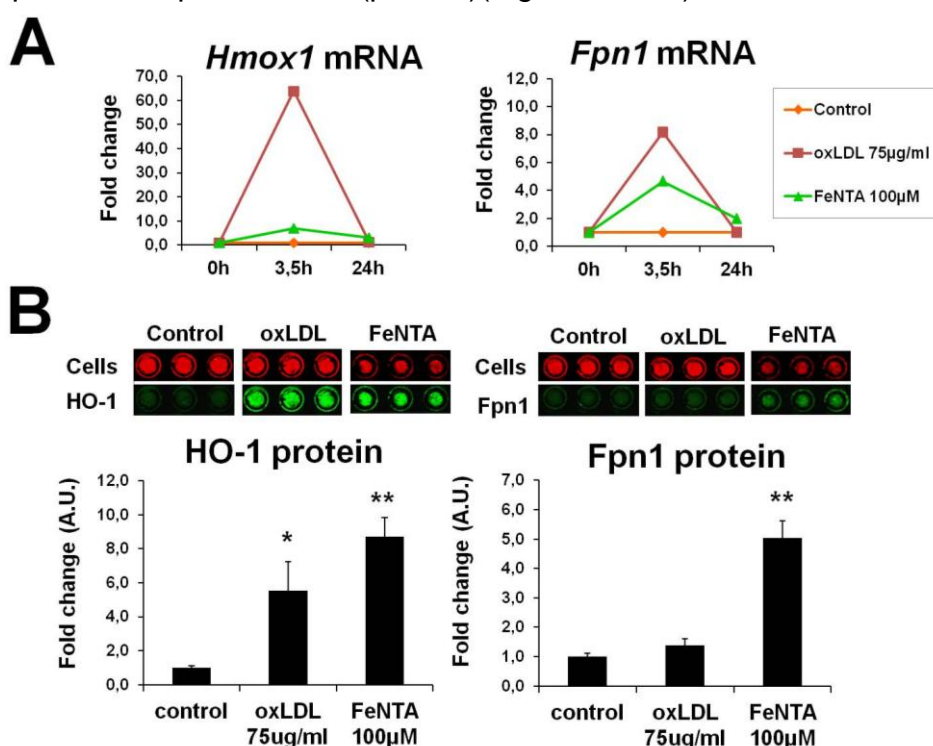 A
Hmox1 mRNA
Fold change
70,0
60,0
50,0
40,0
30,0
20,0
10,0
0,0
0h 3,5h 24h
Fpn1 mRNA
Fold change
12,0
10,0
8,0
6,0
4,0
2,0
0,0
0h 3,5h 24h
Control
oxLDL 75µg/ml
FeNTA 100µM
B
Control oxLDL FeNTA
Cells
HO-1
Control oxLDL FeNTA
Cells
Fpn1
HO-1 protein
Fold change (A.U.)
12,0
10,0
8,0
6,0
4,0
2,0
0,0
*
**
control oxLDL FeNTA
75ug/ml 100µM
Fpn1 protein
Fold change (A.U.)
7,0
6,0
5,0
4,0
3,0
2,0
1,0
0,0
**
control oxLDL FeNTA
75ug/ml 100µM